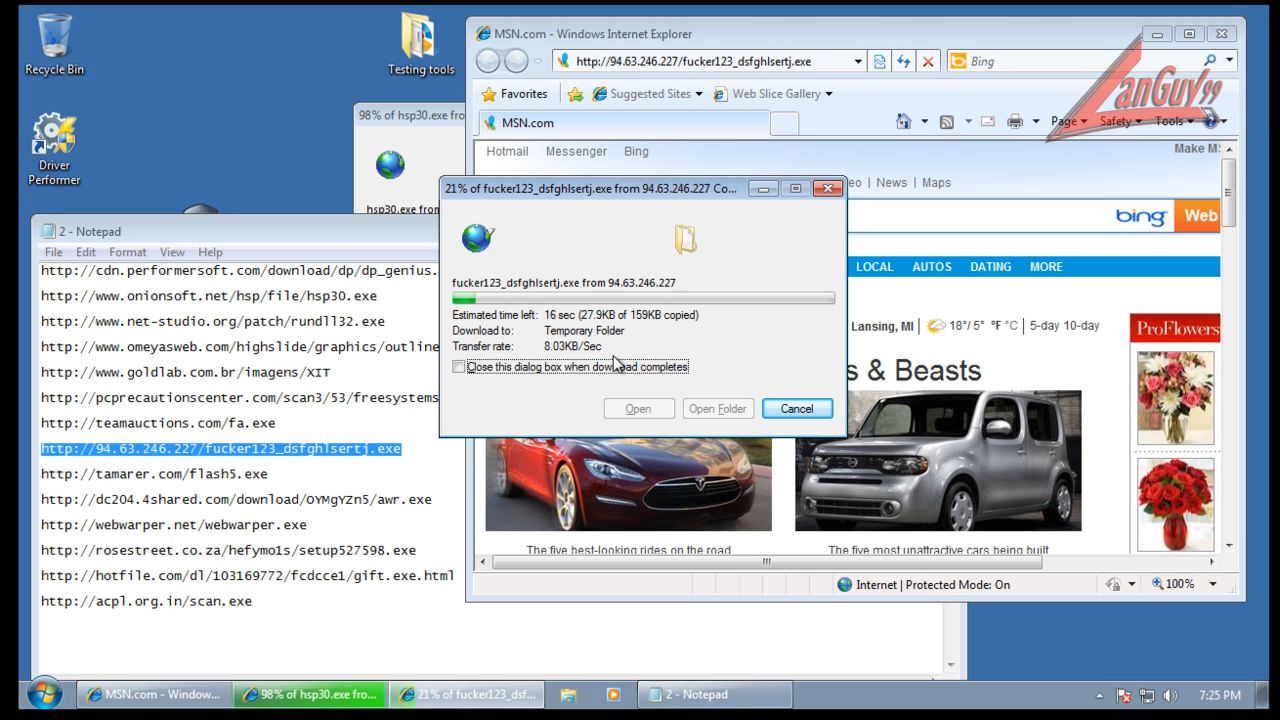 Recycle Bin
Testing tools
Driver
Performer
98% of hsp30.exe fro
hsp30.exe from
MSN.com - Windows Internet Explorer
http://94.63.246.227/fucker123_dsfghlsertj.exe
Bing
LanGuy99
Favorites
Suggested Sites
Web Slice Gallery
MSN.com
Page
Safety
Tools
Hotmail
Messenger
Bing
Make M
eo | News | Maps
bing
Web
LOCAL
AUTOS
DATING
MORE
Lansing, MI
18°/5°
°F °C
5-day 10-day
ProFlowers
s & Beasts
The five best-looking rides on the road
The five most unattractive cars being built
Internet | Protected Mode: On
100%
21% of fucker123_dsfghlsertj.exe from 94.63.246.227 Co...
fucker123_dsfghlsertj.exe from 94.63.246.227
Estimated time left: 16 sec (27.9KB of 159KB copied)
Download to: Temporary Folder
Transfer rate: 8.03KB/Sec
Close this dialog box when download completes
Open
Open Folder
Cancel
2 - Notepad
File Edit Format View Help
http://cdn.performersoft.com/download/dp/dp_genius.
http://www.onionsoft.net/hsp/file/hsp30.exe
http://www.net-studio.org/patch/rundll32.exe
http://www.omeyasweb.com/highslide/graphics/outline
http://www.goldlab.com.br/imagens/XIT
http://pcprecautionscenter.com/scan3/53/freesystems
http://teamauctions.com/fa.exe
http://94.63.246.227/fucker123_dsfghlsertj.exe
http://tamarer.com/flash5.exe
http://dc204.4shared.com/download/OYMgYzn5/awr.exe
http://webwarper.net/webwarper.exe
http://rosestreet.co.za/hefymo1s/setup527598.exe
http://hotfile.com/dl/103169772/fcdcce1/gift.exe.html
http://acpl.org.in/scan.exe
MSN.com - Window...
98% of hsp30.exe fro...
21% of fucker123_dsf...
2 - Notepad
7:25 PM